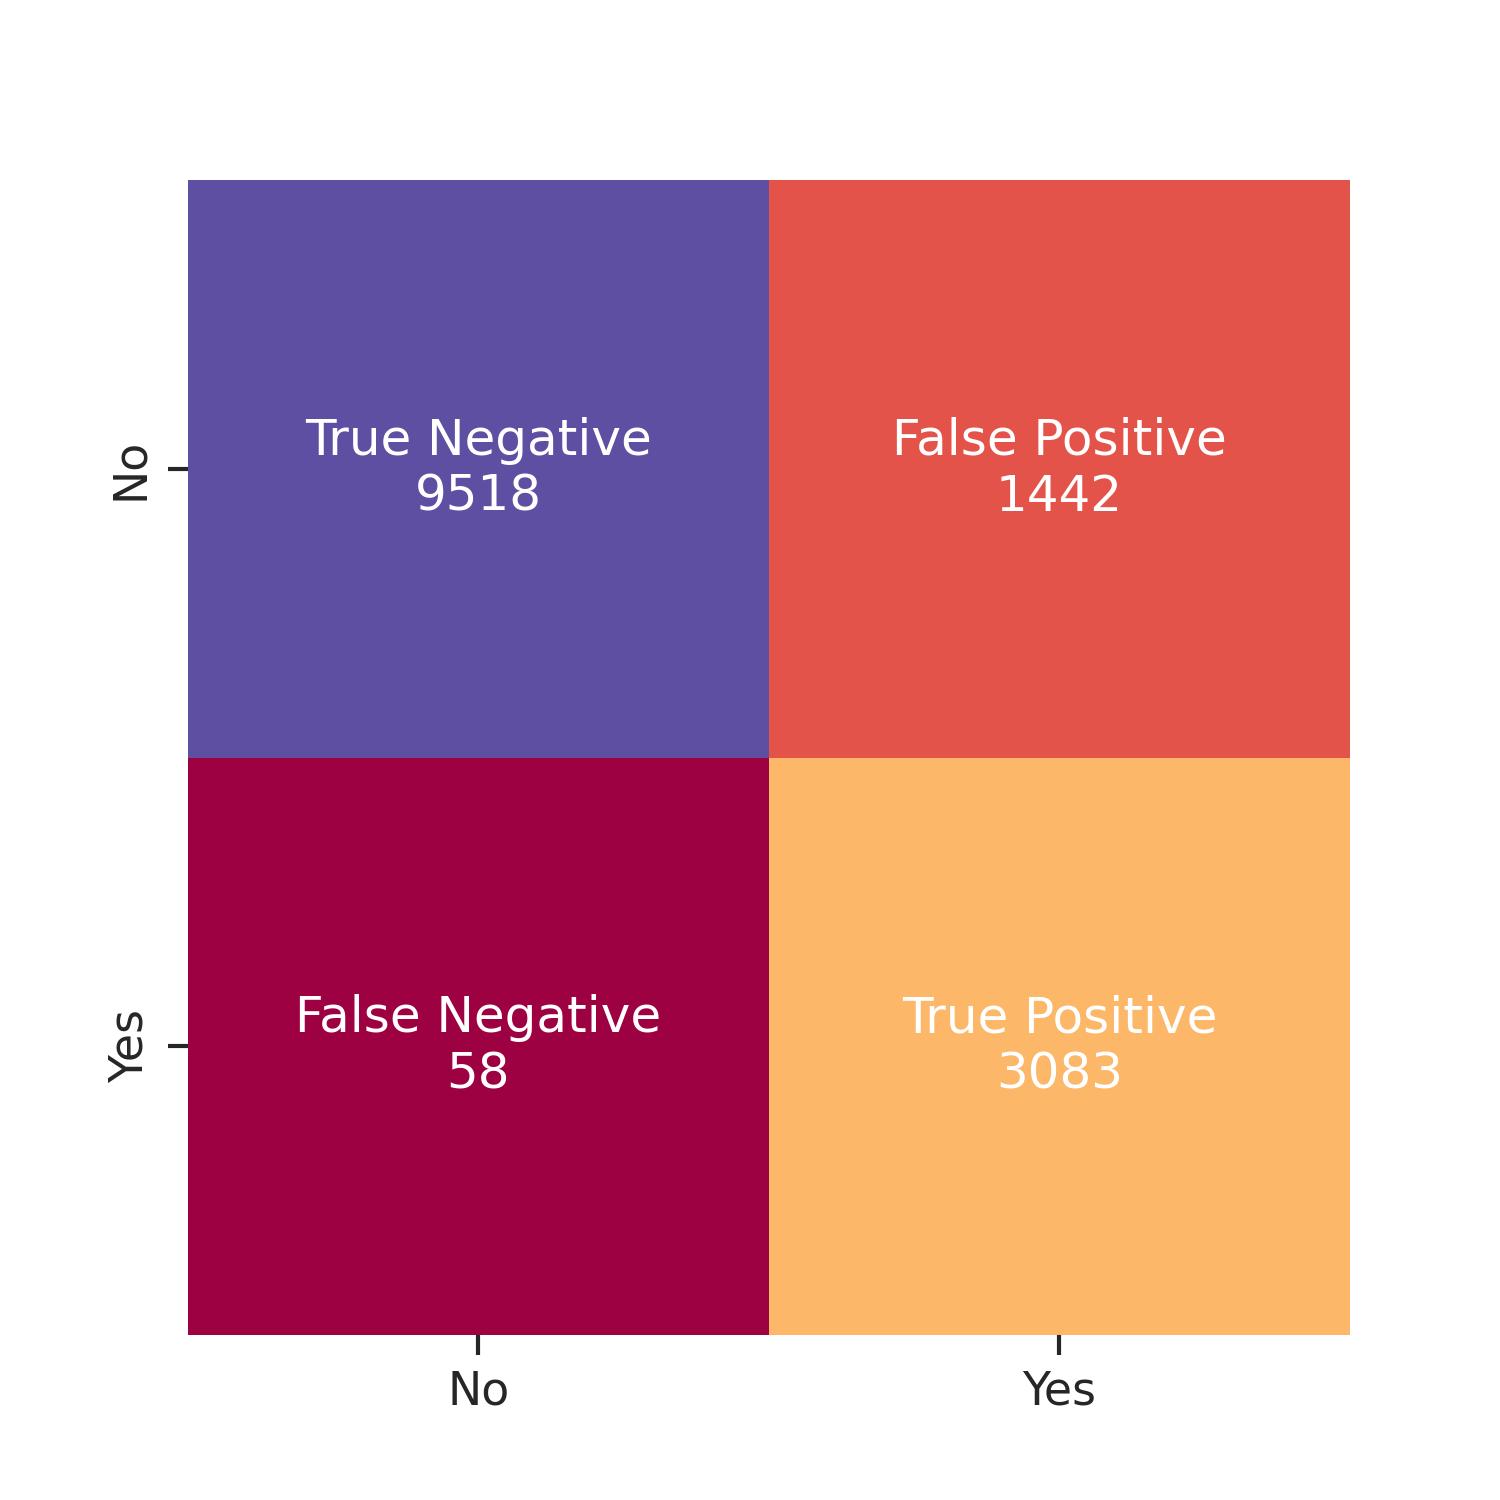 True Negative
9518
False Positive
1442
No
False Negative
58
True Positive
3083
Yes
No
Yes